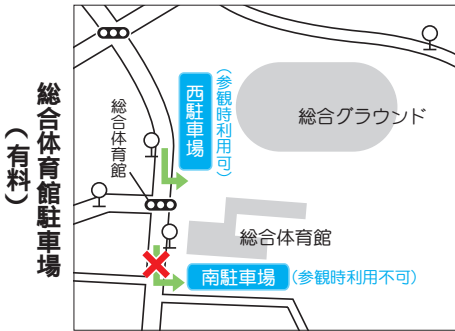 総合体育館駐車場
（有料）
西駐車場
（参観時利用可）
総合グラウンド
総合体育館
総合体育館
南駐車場
（参観時利用不可）